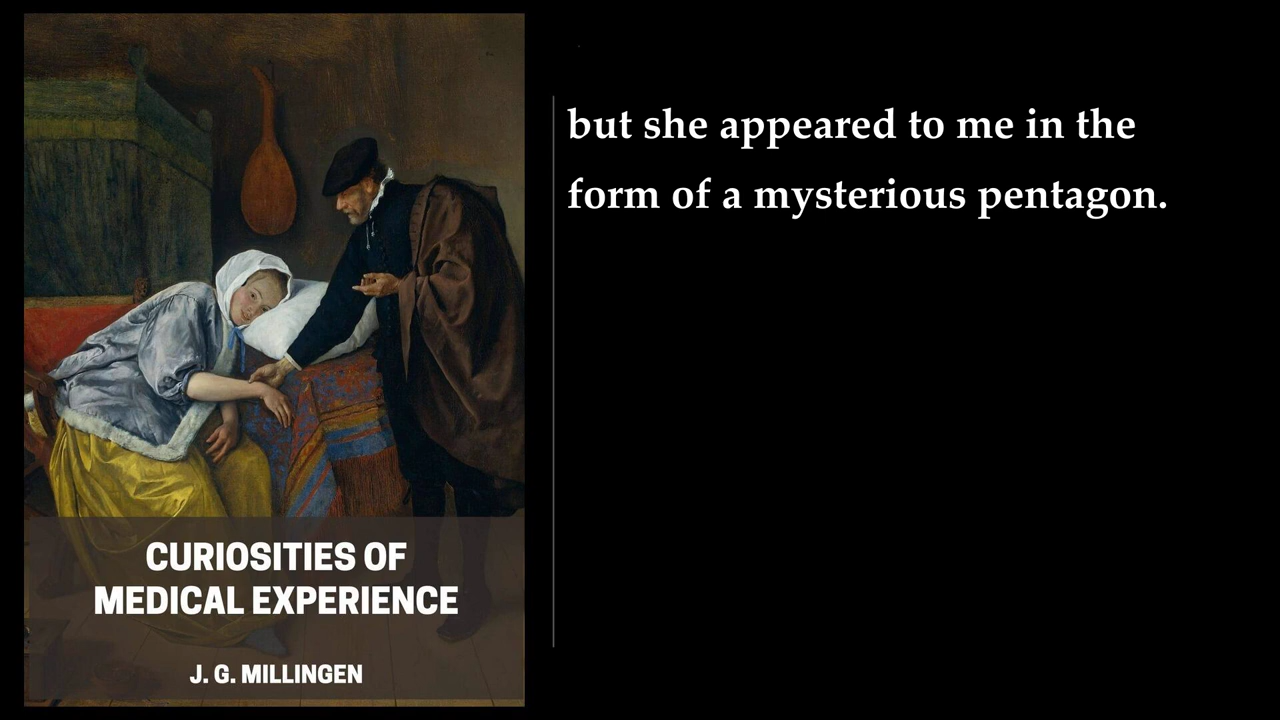 but she appeared to me in the
form of a mysterious pentagon.
CURIOSITIES OF
MEDICAL EXPERIENCE
J. G. MILLINGEN